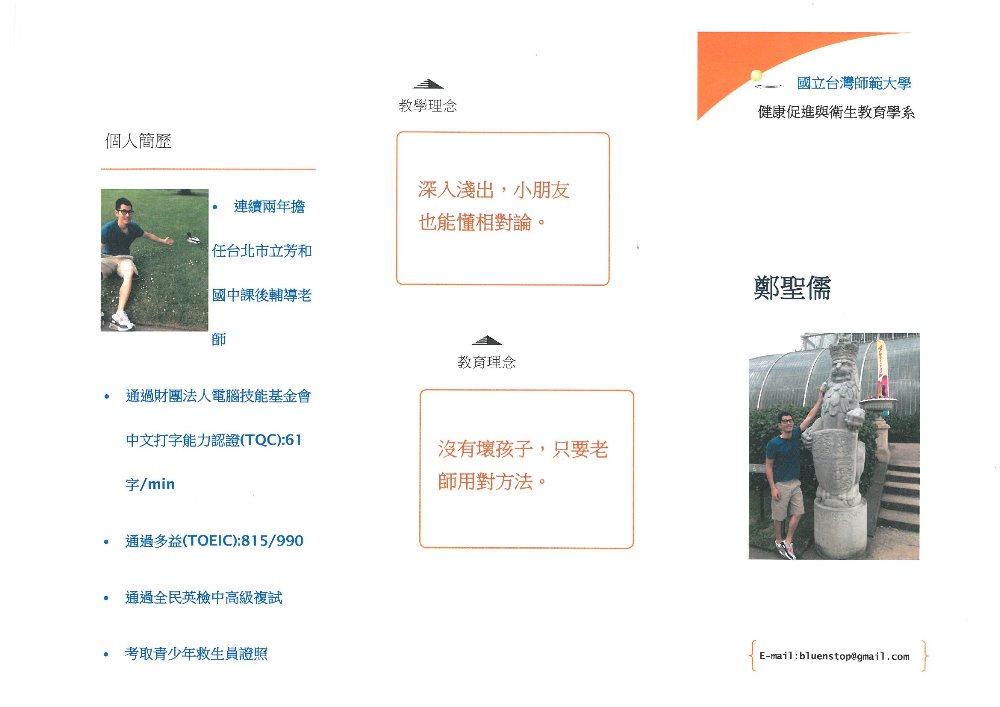 個人簡歷
• 連續兩年擔
任台北市立芳和
國中課後輔導老
師
• 通過財團法人電腦技能基金會
中文打字能力認證(TQC):61
字/min
• 通過多益(TOEIC):815/990
• 通過全民英檢中高級複試
• 考取青少年救生員證照
教學理念
深入淺出，小朋友
也能懂相對論。
教育理念
沒有壞孩子，只要老
師用對方法。
國立台灣師範大學
健康促進與衛生教育學系
鄭聖儒
E-mail:bluenstop@gmail.com